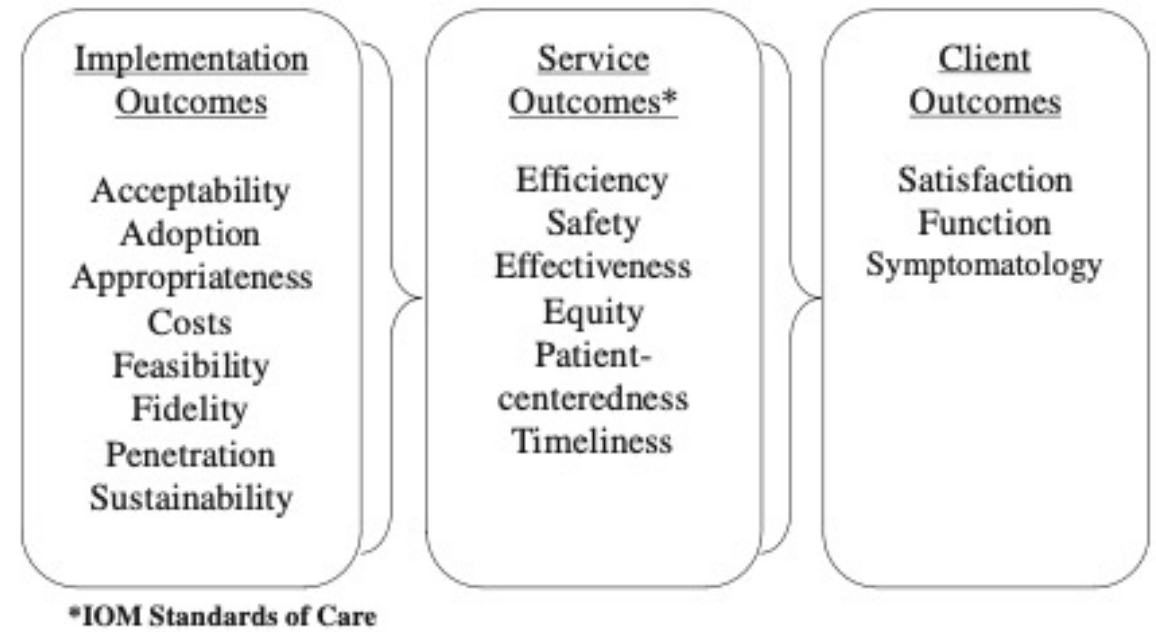 Implementation
Outcomes
Acceptability
Adoption
Appropriateness
Costs
Feasibility
Fidelity
Penetration
Sustainability
Service
Outcomes*
Efficiency
Safety
Effectiveness
Equity
Patient-
centeredness
Timeliness
Client
Outcomes
Satisfaction
Function
Symptomatology
*IOM Standards of Care